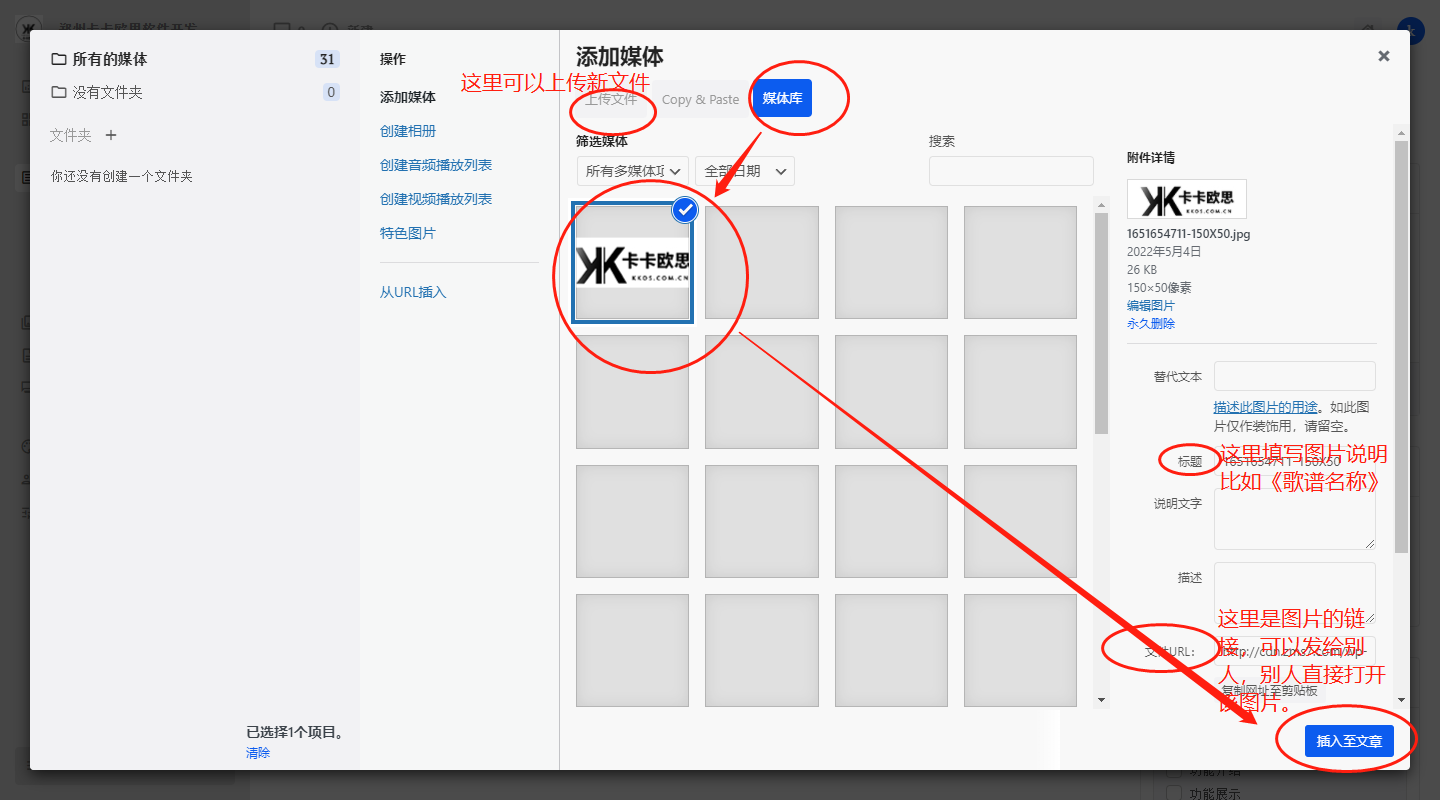 所有的媒体 31
没有文件夹 0
文件夹 +
你还没有创建一个文件夹
已选择1个项目。
清除
操作
添加媒体
创建相册
创建音频播放列表
创建视频播放列表
特色图片
从URL插入
添加媒体
这里可以上传新文件
上传文件 Copy & Paste 媒体库
筛选媒体
所有多媒体项 全部日期
搜索
卡卡欧思
KKOS.COM.CN
附件详情
卡卡欧思
KKOS.COM.CN
1651654711-150X50.jpg
2022年5月4日
26 KB
150×50像素
编辑图片
永久删除
替代文本
描述此图片的用途。如此图
片仅作装饰用，请留空。
标题 1651654711-150X50
这里填写图片说明
比如《歌谱名称》
说明文字
描述
文件URL:
这里是图片的链
接，可以发给别
人，别人直接打开
该图片。
复制网址至剪贴板
插入至文章
功能介绍
功能展示